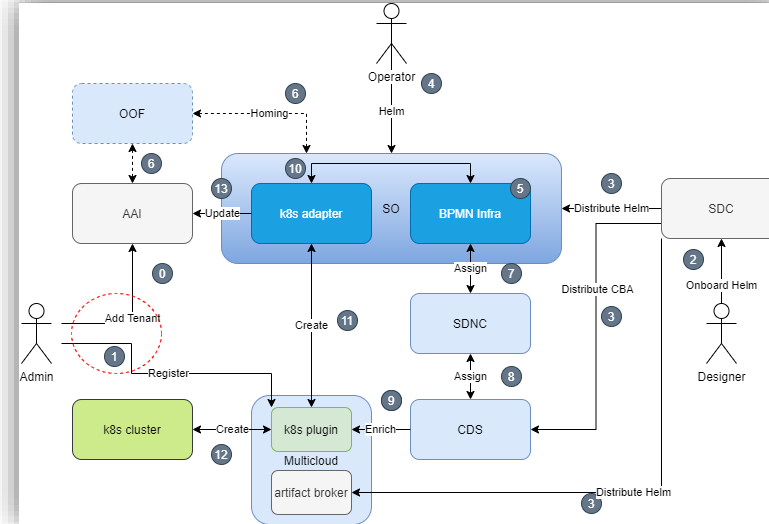 Operator
4
Helm
OOF
6
Homing
6
10
13
AAI
Update
k8s adapter
SO
5
BPMN Infra
3
Distribute Helm
SDC
0
Assign
7
2
Onboard Helm
Distribute CBA
3
Add Tenant
Create
11
SDNC
1
Admin
Register
Assign
8
Designer
9
k8s cluster
Create
12
k8s plugin
Enrich
CDS
Multicloud
artifact broker
Distribute Helm
3